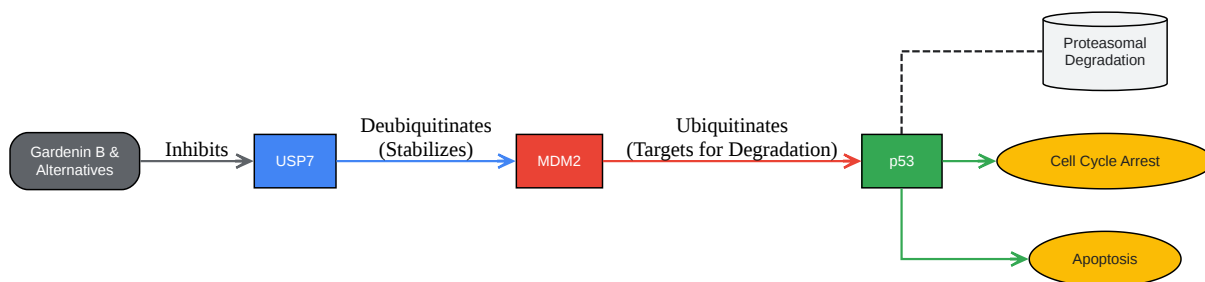 Gardenin B &
Alternatives
Inhibits
USP7
Deubiquitinates
(Stabilizes)
MDM2
Ubiquitinates
(Targets for Degradation)
p53
Proteasomal
Degradation
Cell Cycle Arrest
Apoptosis